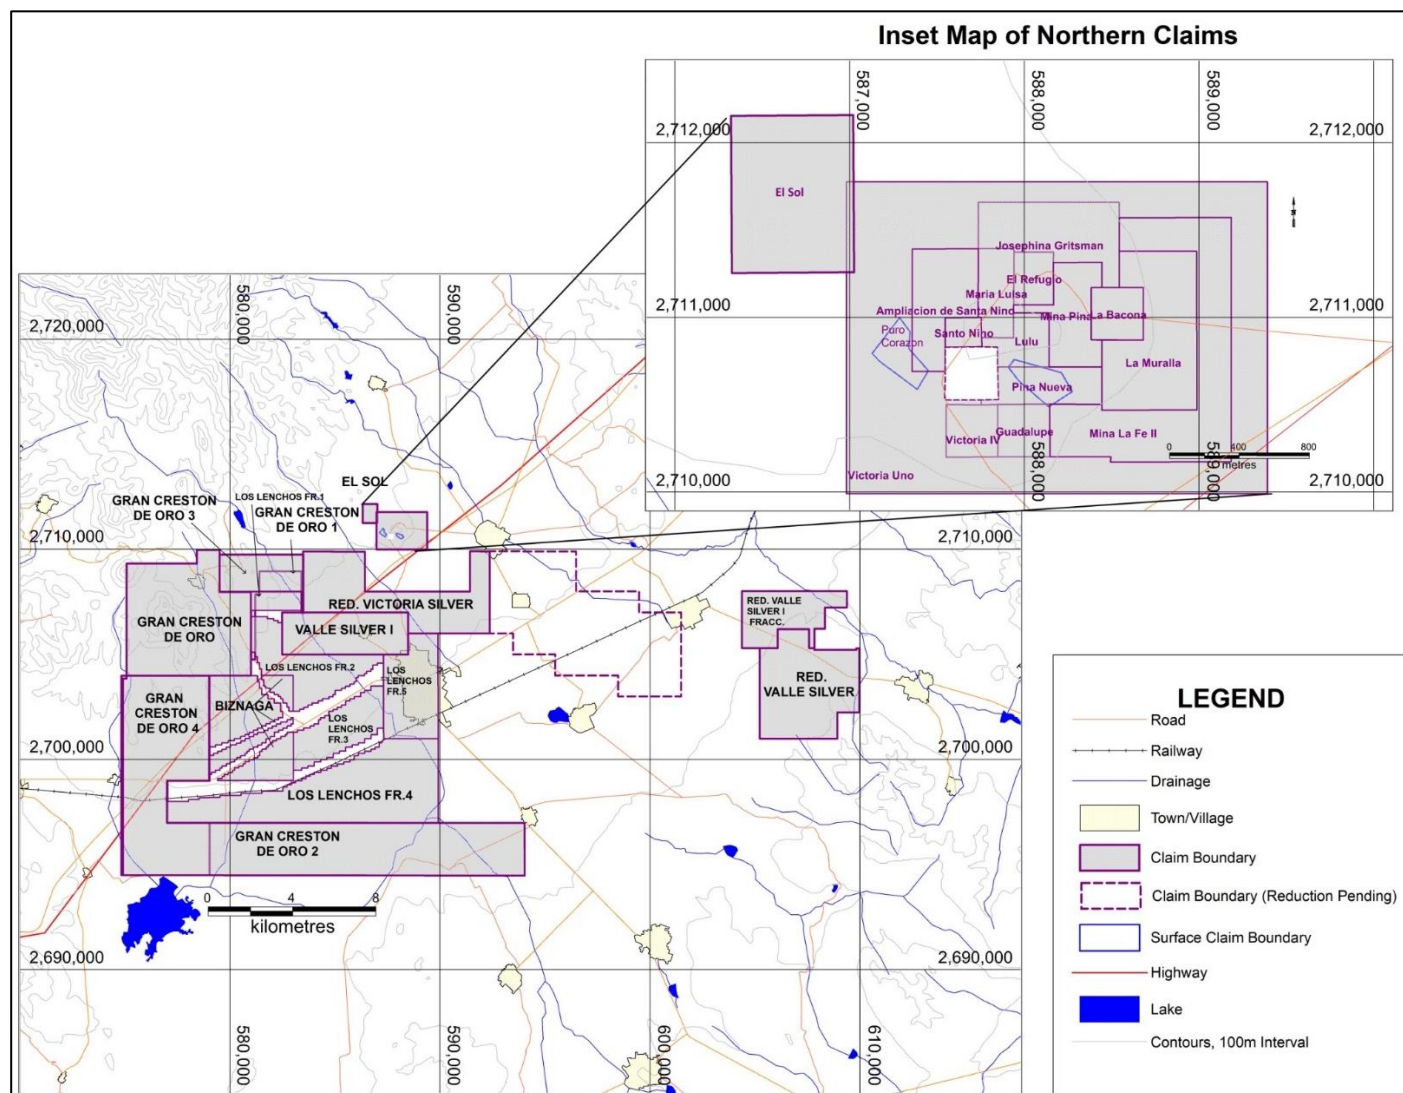 Inset Map of Northern Claims
587,000
588,000
589,000
2,712,000
2,712,000
El Sol
Josephina Gritsman
El Refugio
Maria Luisa
2,711,000
2,711,000
Ampliacion de Santa Nino
Mina Pina
La Bacona
Puro
Corazon
Santo Nino
Lulu
La Muralla
Pina Nueva
Guadalupe
Mina La Fe II
Victoria IV
0
400
800
metres
Victoria Uno
588,000
589,000
2,710,000
2,710,000
580,000
590,000
2,720,000
EL SOL
GRAN CRESTON
DE ORO 3
LOS LENCHOS FR.1
GRAN CRESTON
DE ORO 1
2,710,000
2,710,000
RED. VICTORIA SILVER
RED. VALLE
SILVER I
FRACC.
GRAN CRESTON
DE ORO
VALLE SILVER I
LOS LENCHOS FR.2
LOS
LENCHOS
FR.5
RED.
VALLE SILVER
GRAN
CRESTON
DE ORO 4
BIZNAGA
LOS
LENCHOS
FR.3
2,700,000
2,700,000
LOS LENCHOS FR.4
GRAN CRESTON
DE ORO 2
0
4
8
kilometres
2,690,000
2,690,000
580,000
590,000
600,000
610,000
LEGEND
Road
Railway
Drainage
Town/Village
Claim Boundary
Claim Boundary (Reduction Pending)
Surface Claim Boundary
Highway
Lake
Contours, 100m Interval